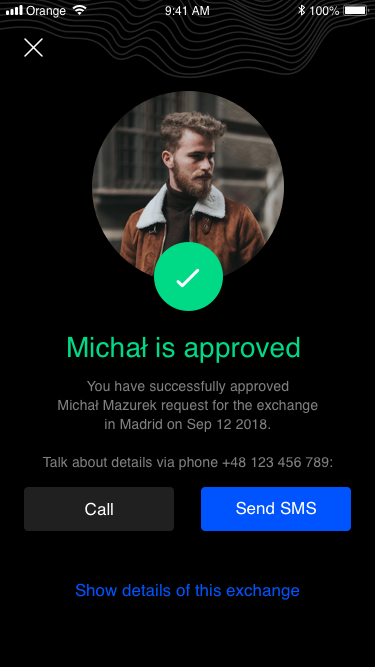 Orange 9:41 AM 100%
Michał is approved
You have successfully approved
Michał Mazurek request for the exchange
in Madrid on Sep 12 2018.
Talk about details via phone +48 123 456 789:
Call Send SMS
Show details of this exchange